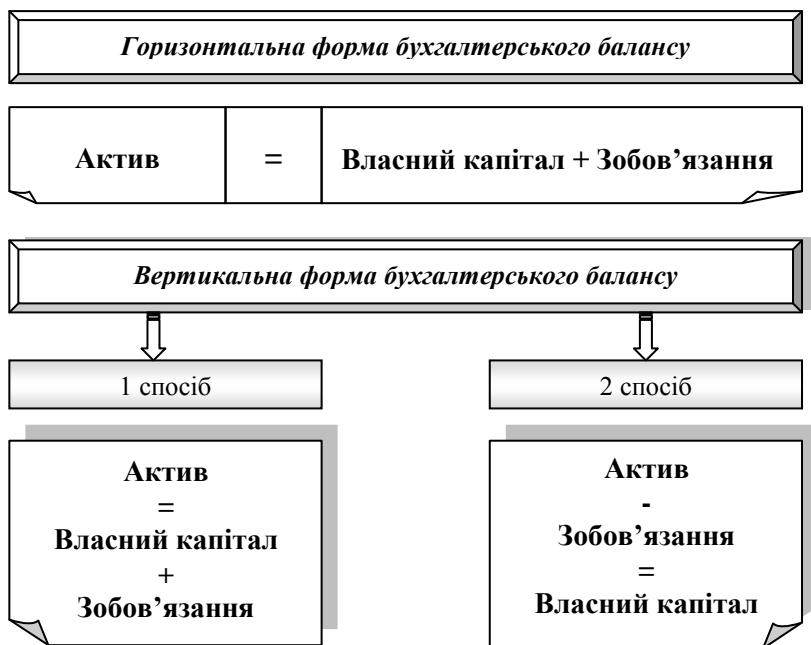 Горизонтальна форма бухгалтерського балансу
Актив = Власний капітал + Зобов’язання
Вертикальна форма бухгалтерського балансу
1 спосіб
2 спосіб
Актив
=
Власний капітал
+
Зобов’язання
Актив
-
Зобов’язання
=
Власний капітал